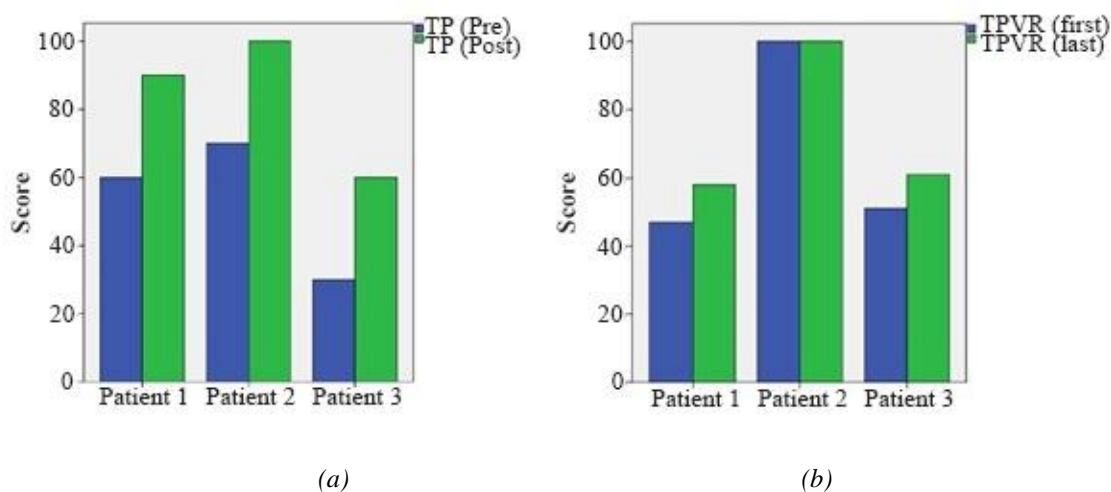 TP (Pre)
TP (Post)
100
80
60
40
20
0
Score
Patient 1 Patient 2 Patient 3
(a)
TPVR (first)
TPVR (last)
100
80
60
40
20
0
Score
Patient 1 Patient 2 Patient 3
(b)